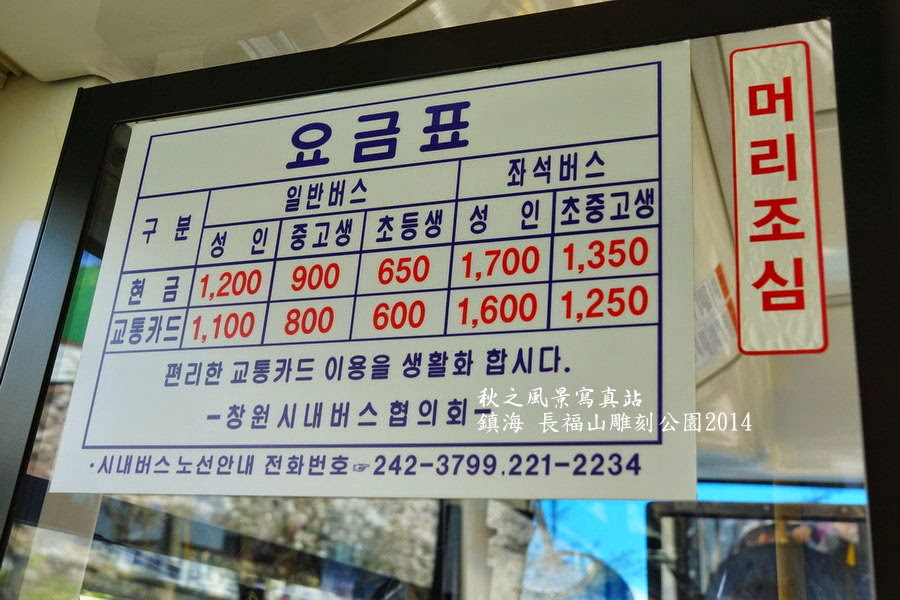 요금표
구 분 일반버스 좌석버스
성 인 중고생 초등생 성 인 초중고생
현 금 1,200 900 650 1,700 1,350
교통카드 1,100 800 600 1,600 1,250
편리한 교통카드 이용을 생활화 합시다.
-창원시내버스협의회-
·시내버스 노선안내 전화번호☞242-3799.221-2234
머리조심
秋之風景寫真站
鎮海 長福山雕刻公園2014